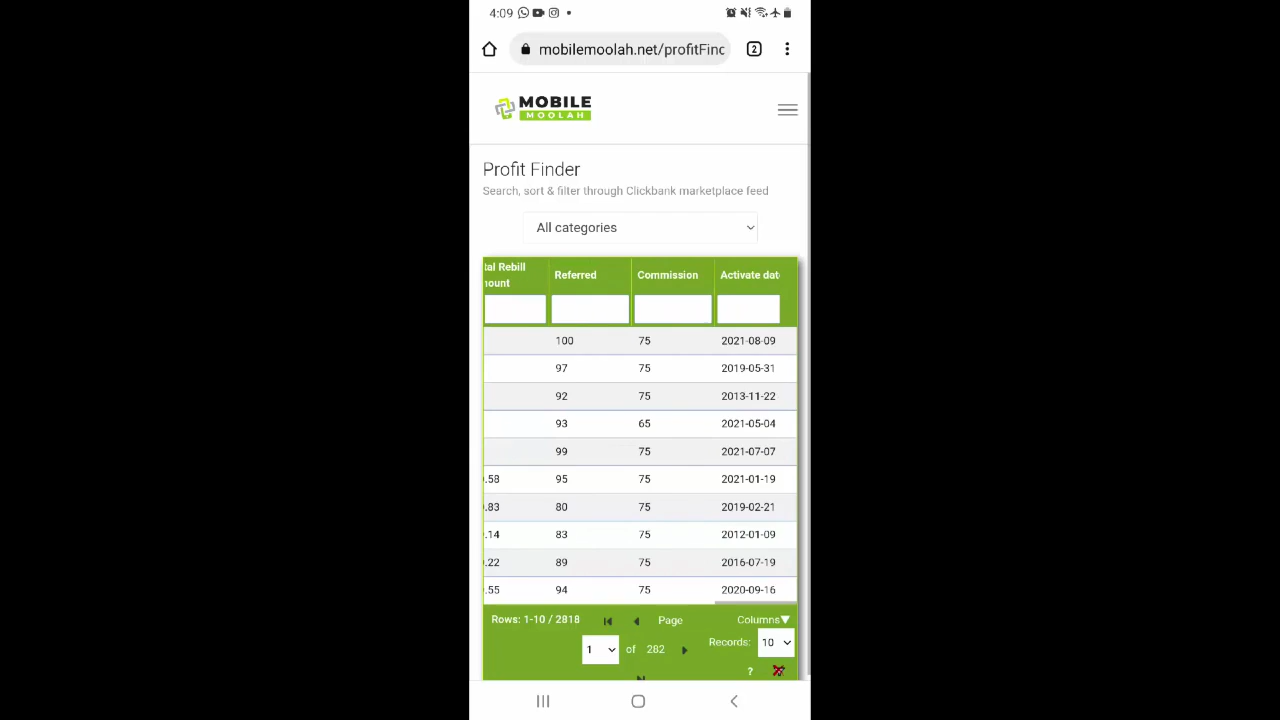 4:09
mobilemoolah.net/profitFinc
2
MOBILE
MOOLAH
Profit Finder
Search, sort & filter through Clickbank marketplace feed
All categories
tal Rebill
nount Referred Commission Activate dat
100 75 2021-08-09
97 75 2019-05-31
92 75 2013-11-22
93 65 2021-05-04
99 75 2021-07-07
.58 95 75 2021-01-19
.83 80 75 2019-02-21
.14 83 75 2012-01-09
.22 89 75 2016-07-19
.55 94 75 2020-09-16
Rows: 1-10 / 2818 Page Columns▼
1 of 282 Records: 10
?